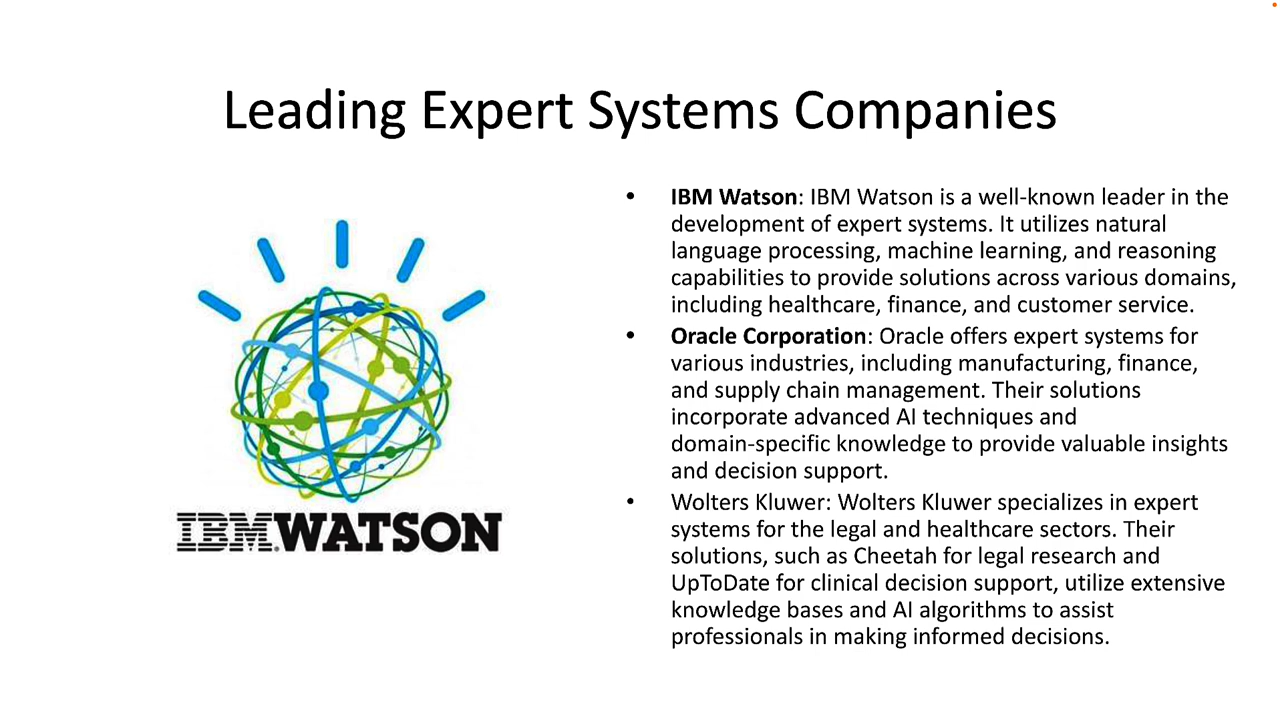 Leading Expert Systems Companies
IBM WATSON
• IBM Watson: IBM Watson is a well-known leader in the
development of expert systems. It utilizes natural
language processing, machine learning, and reasoning
capabilities to provide solutions across various domains,
including healthcare, finance, and customer service.
• Oracle Corporation: Oracle offers expert systems for
various industries, including manufacturing, finance,
and supply chain management. Their solutions
incorporate advanced AI techniques and
domain-specific knowledge to provide valuable insights
and decision support.
• Wolters Kluwer: Wolters Kluwer specializes in expert
systems for the legal and healthcare sectors. Their
solutions, such as Cheetah for legal research and
UpToDate for clinical decision support, utilize extensive
knowledge bases and AI algorithms to assist
professionals in making informed decisions.